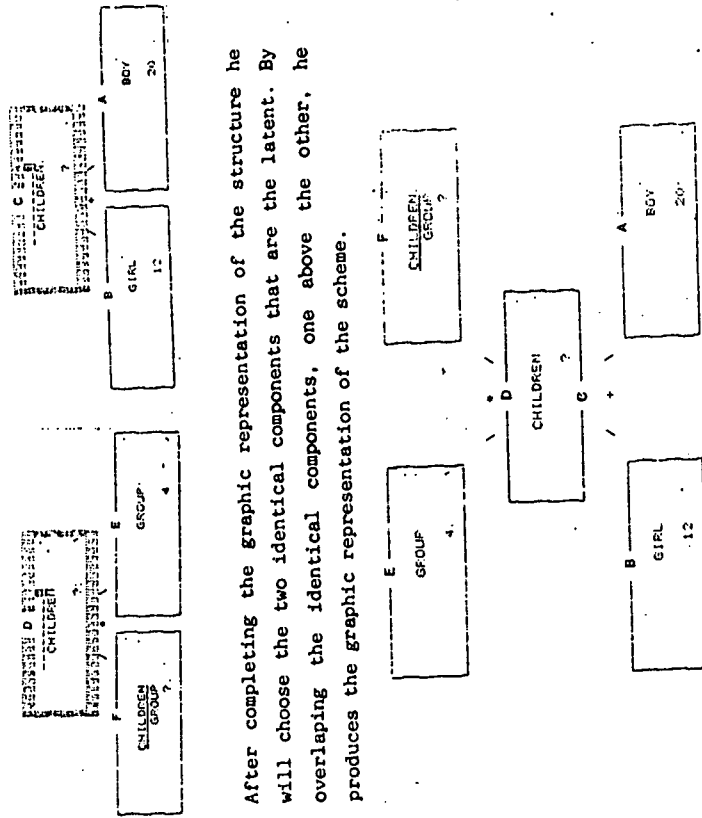 D
CHILDREN
?
*
F
CHILDREN
GROUP
?
E
GROUP
4
C
CHILDREN
?
/ + \
B
GIRL
12
A
BOY
20
After completing the graphic representation of the structure he
will choose the two identical components that are the latent. By
overlaping the identical components, one above the other, he
produces the graphic representation of the scheme.
E
GROUP
4
F
CHILDREN
GROUP
?
\ * /
D
CHILDREN
?
C
/ + \
B
GIRL
12
A
BOY
20